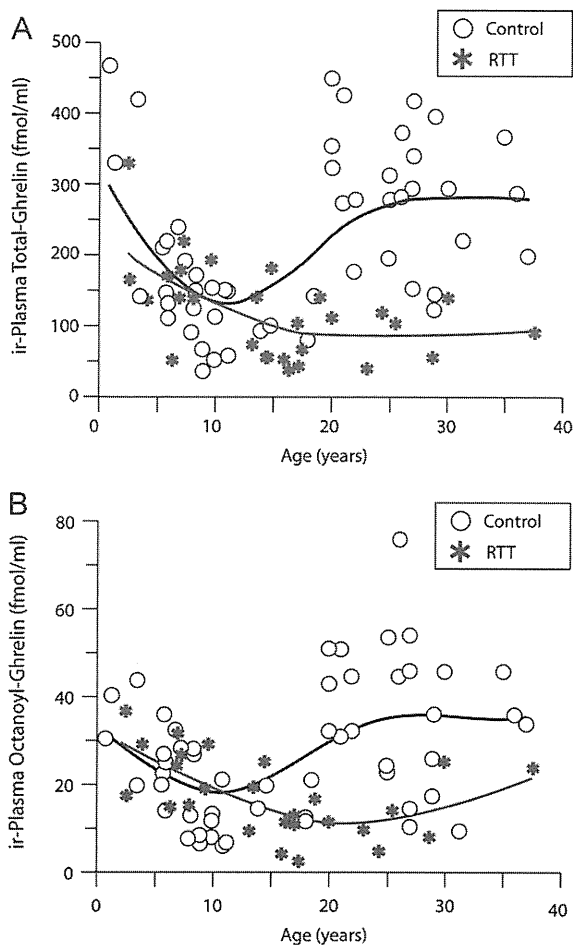 A
Control
RTT
ir-Plasma Total-Ghrelin (fmol/ml)
500
400
300
200
100
0
0 10 20 30 40
Age (years)
B
Control
RTT
ir-Plasma Octanoyl-Ghrelin (fmol/ml)
80
60
40
20
0
0 10 20 30 40
Age (years)